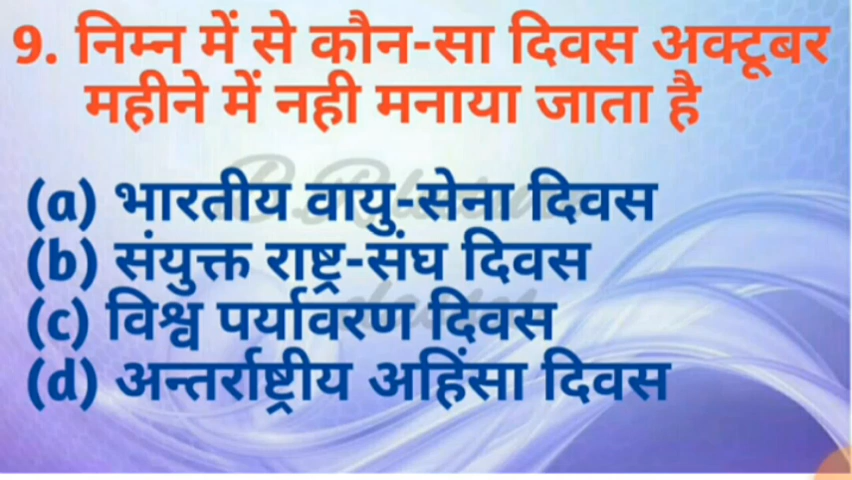 9. निम्न में से कौन-सा दिवस अक्टूबर
महीने में नही मनाया जाता है
(a) भारतीय वायु-सेना दिवस
(b) संयुक्त राष्ट्र-संघ दिवस
(c) विश्व पर्यावरण दिवस
(d) अन्तर्राष्ट्रीय अहिंसा दिवस